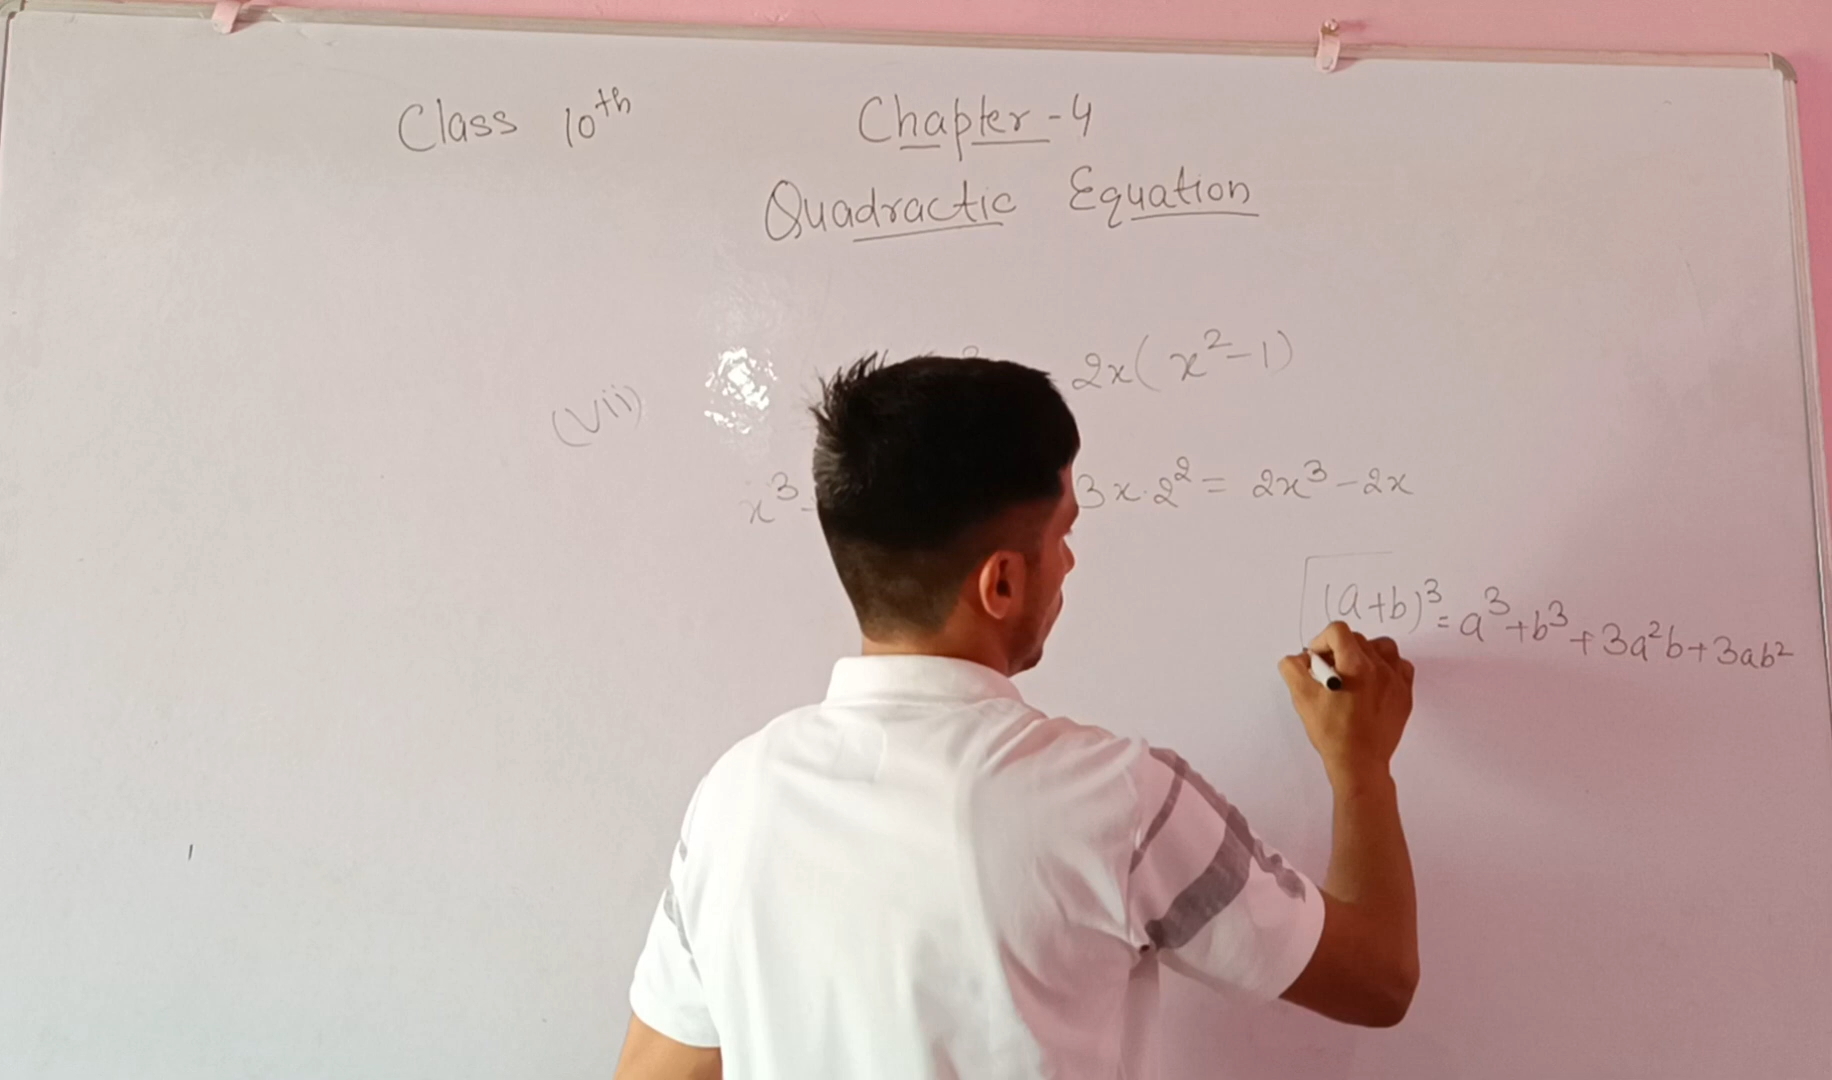 Class 10th
Chapter-4
Quadractic Equation
(vii) 2x(x²-1)
x³ 3x.2² = 2x³-2x
(a+b)³ = a³+b³+3a²b+3ab²